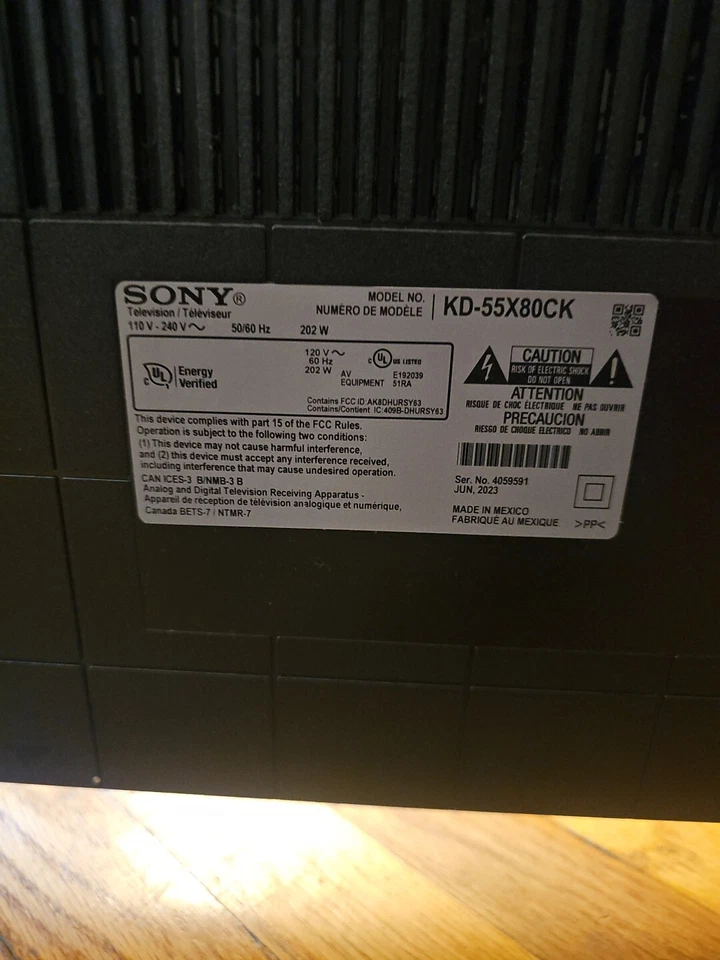 SONY®
Television / Téléviseur
110 V - 240 V 50/60 Hz 202 W
MODEL NO.
NUMÉRO DE MODÈLE
KD-55X80CK
c UL Energy
Verified
120 V
60 Hz
202 W
c UL US LISTED
AV E192039
EQUIPMENT 51RA
Contains FCC ID:AK8DHURSY63
Contains/Contient IC:409B-DHURSY63
This device complies with part 15 of the FCC Rules.
Operation is subject to the following two conditions:
(1) This device may not cause harmful interference,
and (2) this device must accept any interference received,
including interference that may cause undesired operation.
CAN ICES-3 B/NMB-3 B
Analog and Digital Television Receiving Apparatus -
Appareil de réception de télévision analogique et numérique,
Canada BETS-7 / NTMR-7
CAUTION
RISK OF ELECTRIC SHOCK
DO NOT OPEN
ATTENTION
RISQUE DE CHOC ÉLECTRIQUE NE PAS OUVRIR
PRECAUCION
RIESGO DE CHOQUE ELECTRICO NO ABRIR
Ser. No. 4059591
JUN, 2023
MADE IN MEXICO
FABRIQUÉ AU MEXIQUE >PP<